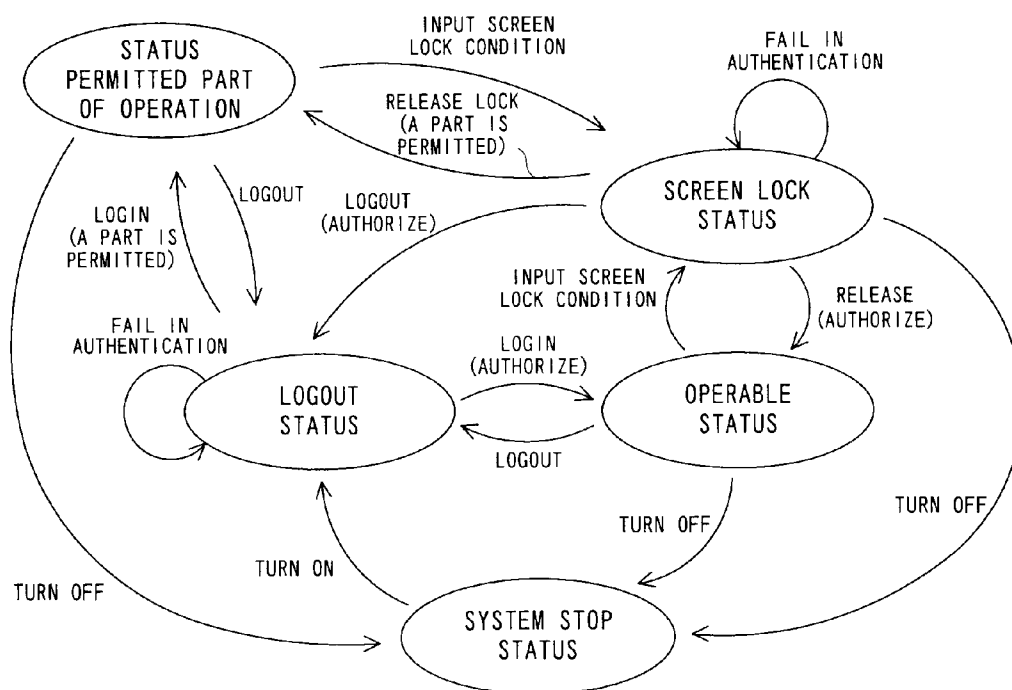 STATUS
PERMITTED PART
OF OPERATION
INPUT SCREEN
LOCK CONDITION
FAIL IN
AUTHENTICATION
RELEASE LOCK
(A PART IS
PERMITTED)
SCREEN LOCK
STATUS
LOGOUT
LOGIN
(A PART IS
PERMITTED)
LOGOUT
(AUTHORIZE)
INPUT SCREEN
LOCK CONDITION
RELEASE
(AUTHORIZE)
FAIL IN
AUTHENTICATION
LOGIN
(AUTHORIZE)
LOGOUT
STATUS
OPERABLE
STATUS
LOGOUT
TURN OFF
TURN OFF
TURN ON
TURN OFF
SYSTEM STOP
STATUS